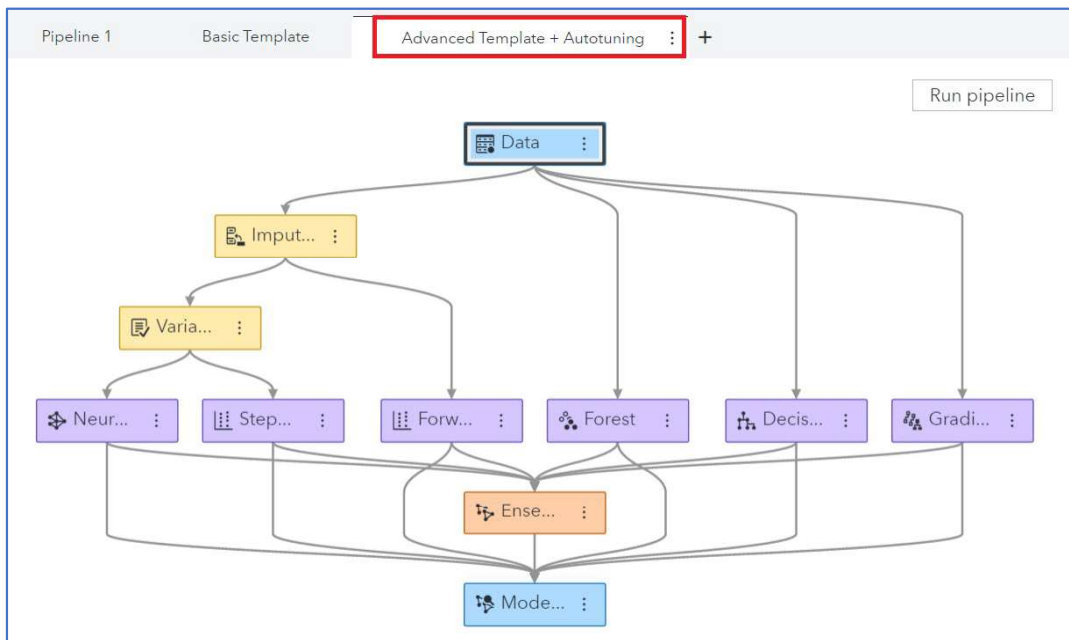 Pipeline 1 Basic Template Advanced Template + Autotuning +
Run pipeline
Data
Imput...
Varia...
Neur... Step... Forw... Forest Decis... Gradi...
Ense...
Mode...